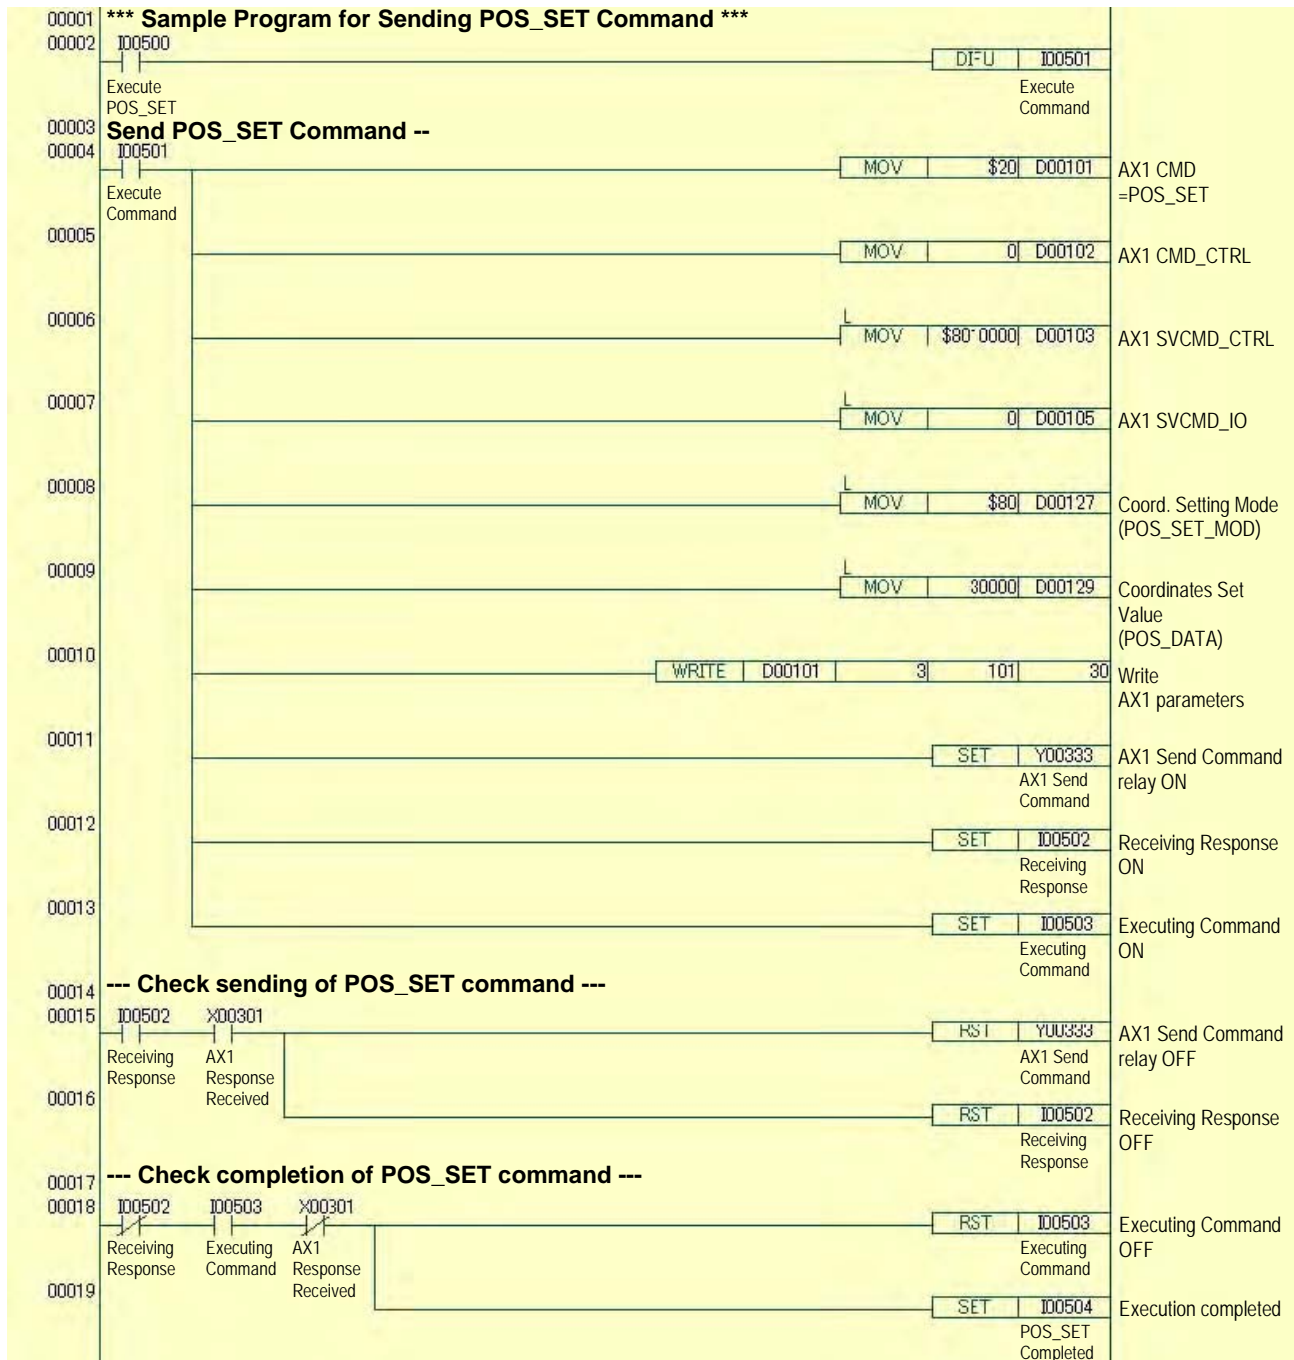 00001 *** Sample Program for Sending POS_SET Command ***
00002 I00500
DIFU I00501
Execute
POS_SET
Execute
Command
00003 Send POS_SET Command --
00004 I00501
MOV $20 D00101 AX1 CMD
=POS_SET
Execute
Command
00005
MOV 0 D00102 AX1 CMD_CTRL
00006
L
MOV $80^0000 D00103 AX1 SVCMD_CTRL
00007
L
MOV 0 D00105 AX1 SVCMD_IO
00008
L
MOV $80 D00127 Coord. Setting Mode
(POS_SET_MOD)
00009
L
MOV 30000 D00129 Coordinates Set
Value
(POS_DATA)
00010
WRITE D00101 3 101 30 Write
AX1 parameters
00011
SET Y00333 AX1 Send Command
relay ON
AX1 Send
Command
00012
SET I00502 Receiving Response
ON
Receiving
Response
00013
SET I00503 Executing Command
ON
Executing
Command
00014 --- Check sending of POS_SET command ---
00015 I00502 X00301
RST Y00333 AX1 Send Command
relay OFF
Receiving
Response
AX1
Response
Received
AX1 Send
Command
00016
RST I00502 Receiving Response
OFF
Receiving
Response
00017 --- Check completion of POS_SET command ---
00018 I00502 I00503 X00301
RST I00503 Executing Command
OFF
Receiving
Response
Executing
Command
AX1
Response
Received
Executing
Command
00019
SET I00504 Execution completed
POS_SET
Completed